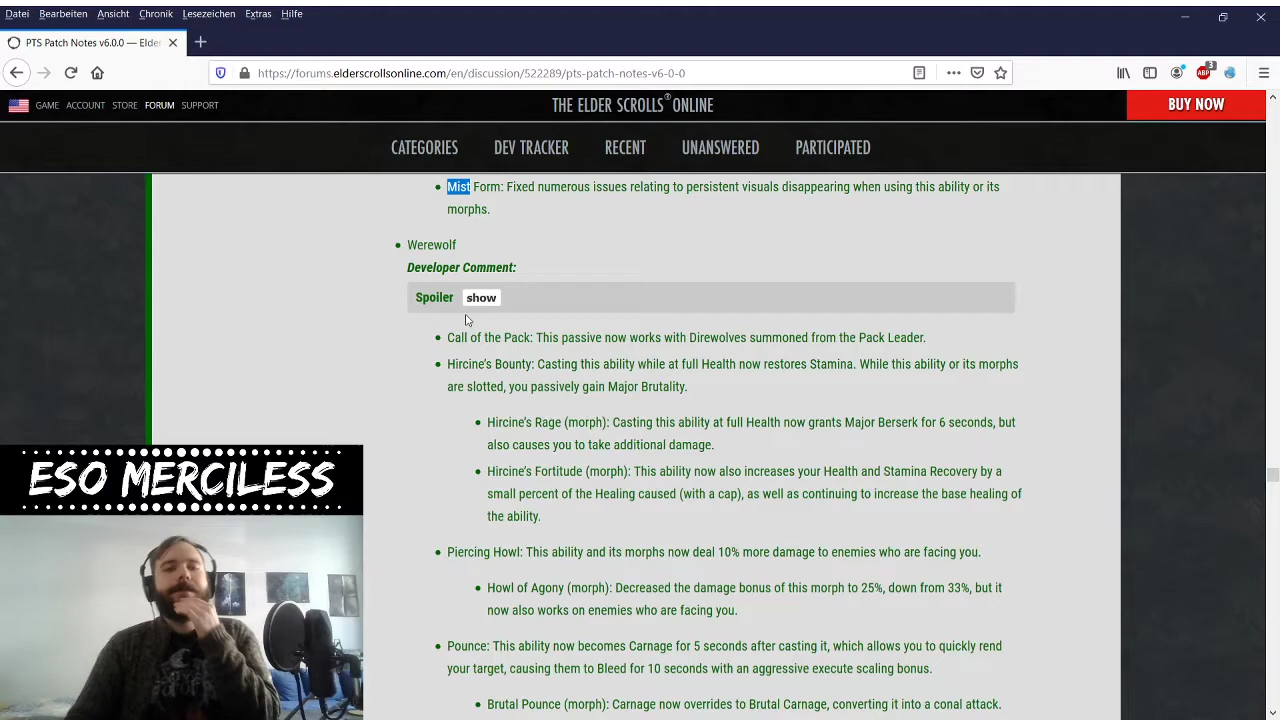 Datei Bearbeiten Ansicht Chronik Lesezeichen Extras Hilfe
PTS Patch Notes v6.0.0 — Elder
https://forums.elderscrollsonline.com/en/discussion/522289/pts-patch-notes-v6-0-0
ABP 3
GAME ACCOUNT STORE FORUM SUPPORT
THE ELDER SCROLLS® ONLINE
BUY NOW
CATEGORIES DEV TRACKER RECENT UNANSWERED PARTICIPATED
Mist Form: Fixed numerous issues relating to persistent visuals disappearing when using this ability or its
morphs.
Werewolf
Developer Comment:
Spoiler show
Call of the Pack: This passive now works with Direwolves summoned from the Pack Leader.
Hircine's Bounty: Casting this ability while at full Health now restores Stamina. While this ability or its morphs
are slotted, you passively gain Major Brutality.
Hircine's Rage (morph): Casting this ability at full Health now grants Major Berserk for 6 seconds, but
also causes you to take additional damage.
Hircine's Fortitude (morph): This ability now also increases your Health and Stamina Recovery by a
small percent of the Healing caused (with a cap), as well as continuing to increase the base healing of
the ability.
Piercing Howl: This ability and its morphs now deal 10% more damage to enemies who are facing you.
Howl of Agony (morph): Decreased the damage bonus of this morph to 25%, down from 33%, but it
now also works on enemies who are facing you.
Pounce: This ability now becomes Carnage for 5 seconds after casting it, which allows you to quickly rend
your target, causing them to Bleed for 10 seconds with an aggressive execute scaling bonus.
Brutal Pounce (morph): Carnage now overrides to Brutal Carnage, converting it into a conal attack.
ESO MERCILESS